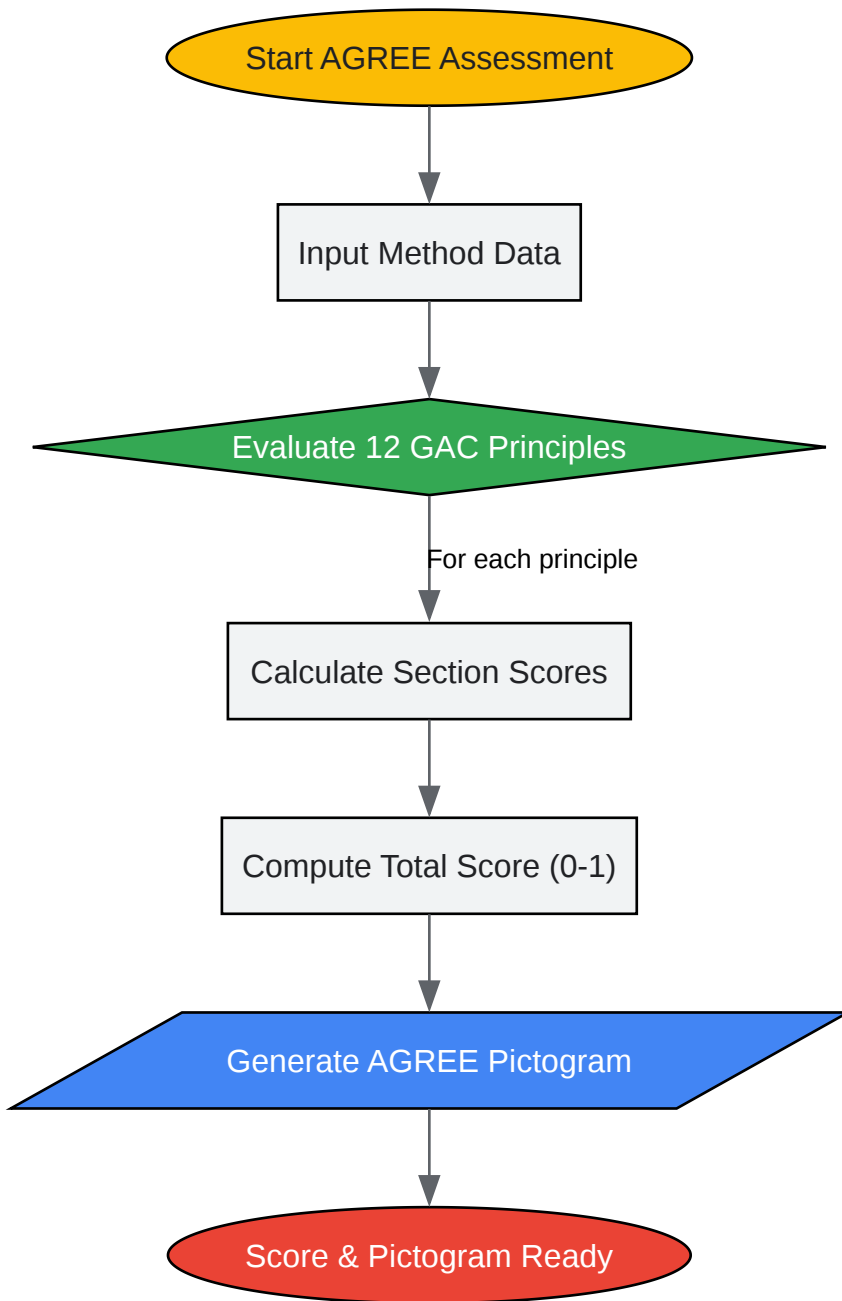 Start AGREE Assessment
Input Method Data
Evaluate 12 GAC Principles
For each principle
Calculate Section Scores
Compute Total Score (0-1)
Generate AGREE Pictogram
Score & Pictogram Ready